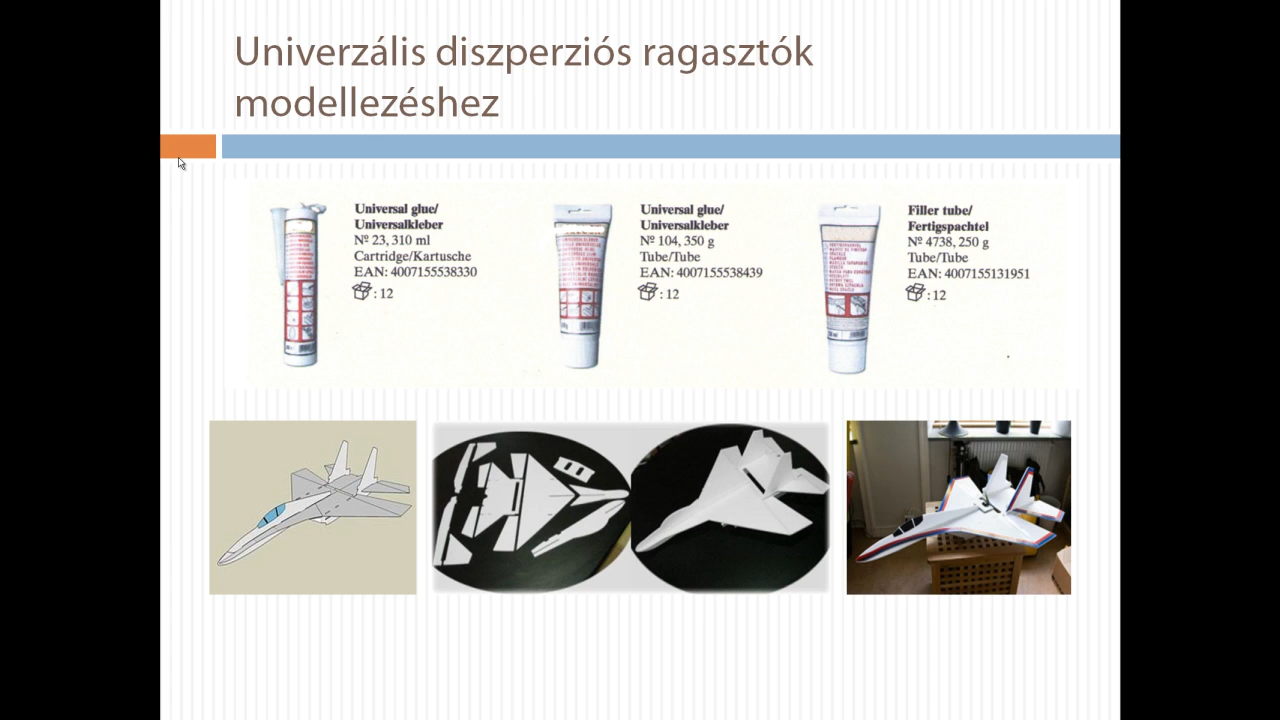 Univerzális diszperziós ragasztók
modellezéshez
Universal glue/
Universalkleber
Nº 23, 310 ml
Cartridge/Kartusche
EAN: 4007155538330
: 12
Universal glue/
Universalkleber
Nº 104, 350 g
Tube/Tube
EAN: 4007155538439
: 12
Filler tube/
Fertigspachtel
Nº 4738, 250 g
Tube/Tube
EAN: 4007155131951
: 12